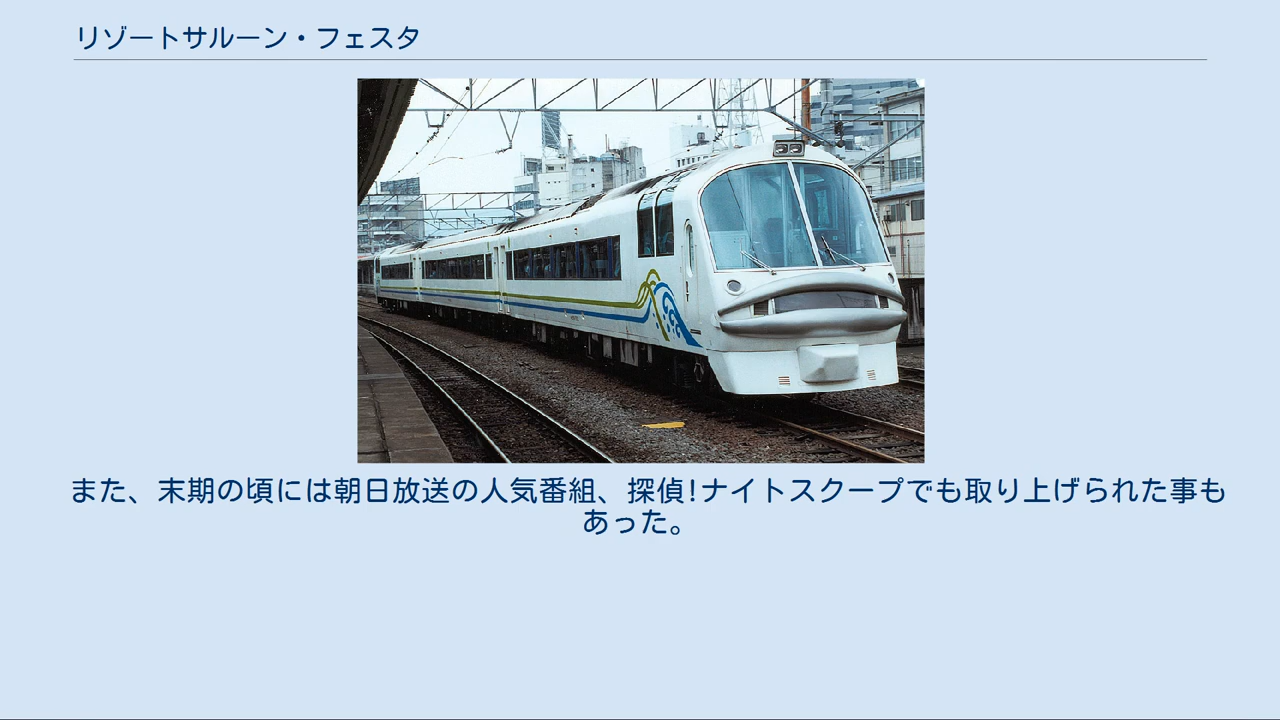 リゾートサルーン・フェスタ
また、末期の頃には朝日放送の人気番組、探偵!ナイトスクープでも取り上げられた事も
あった。